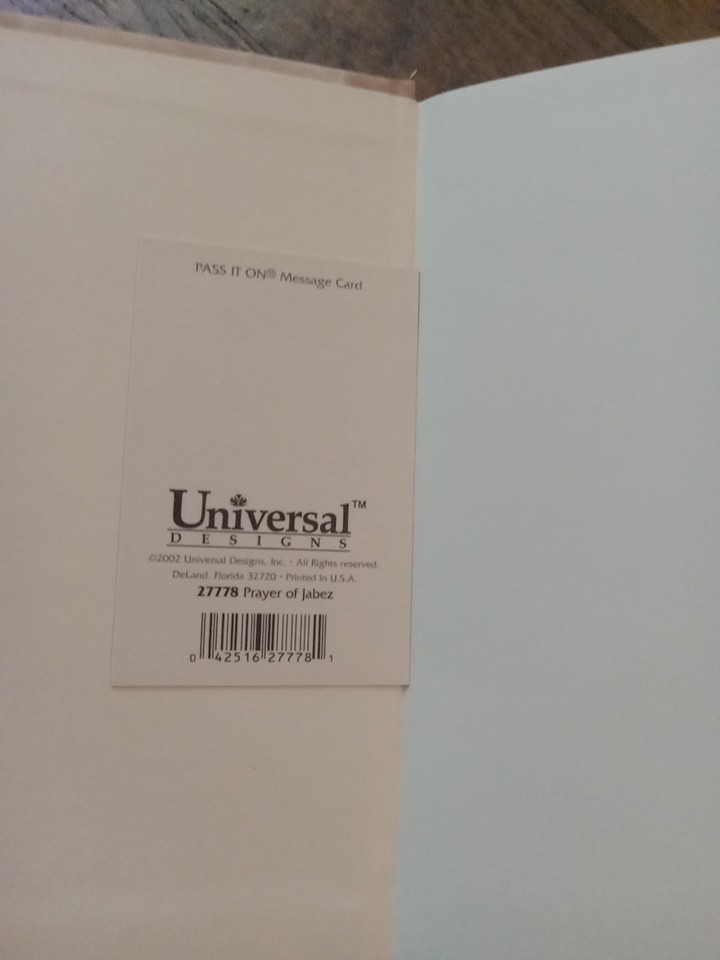 PASS IT ON® Message Card
Universal™
DESIGNS
©2002 Universal Designs, Inc. • All Rights reserved.
DeLand, Florida 32720 • Printed in U.S.A.
27778 Prayer of Jabez
0 42516 27778 1